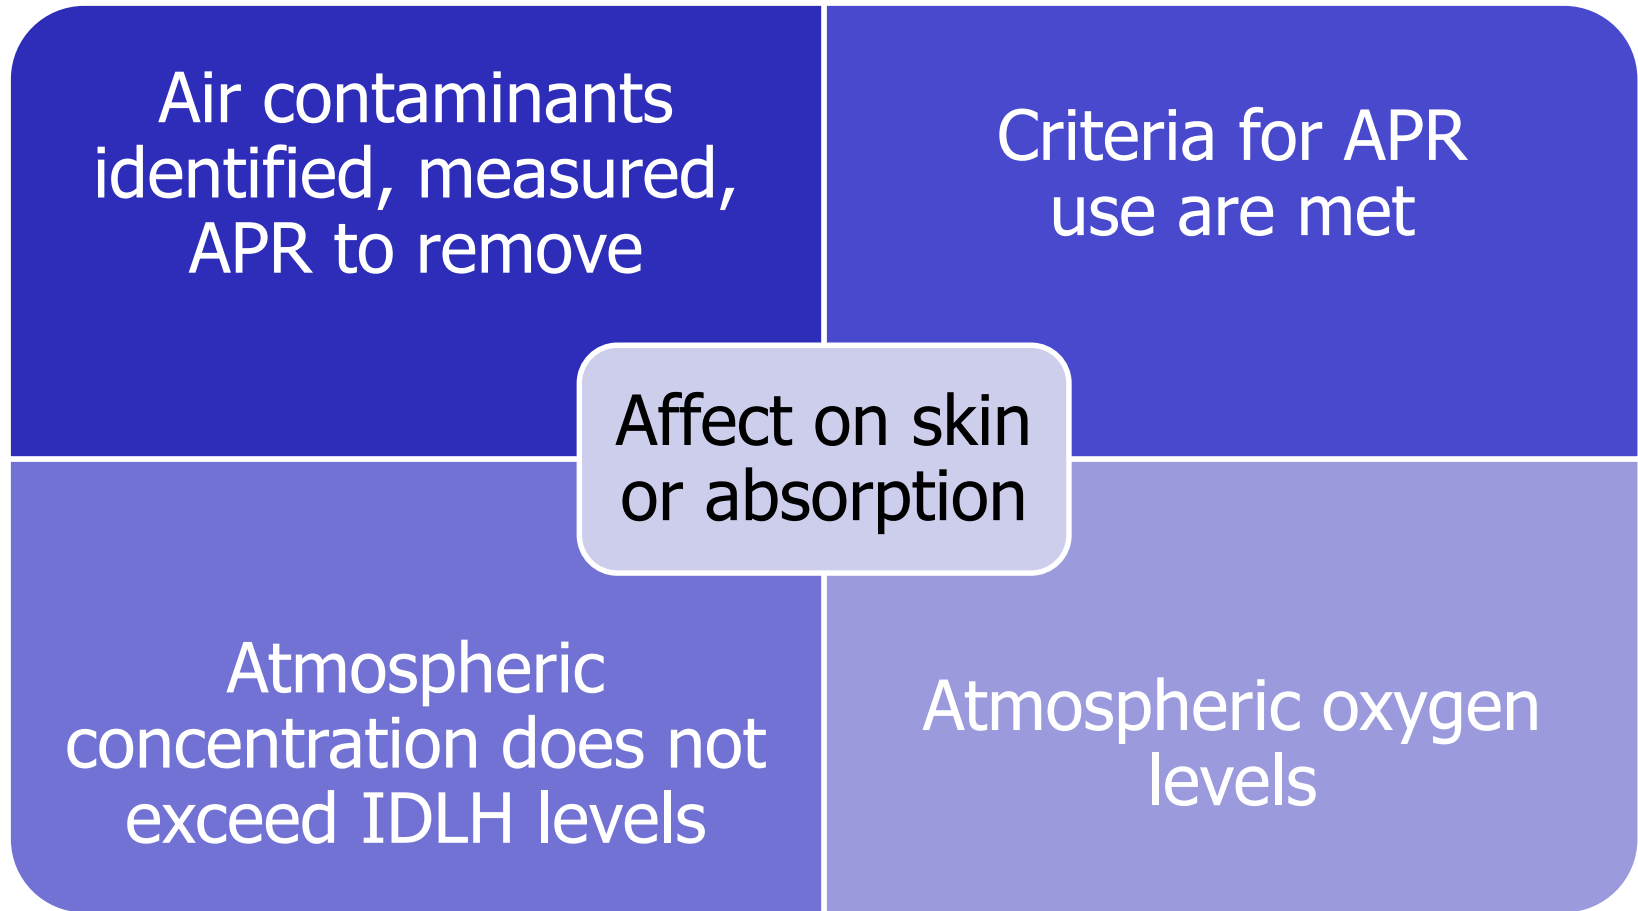 Air contaminants
identified, measured,
APR to remove
Criteria for APR
use are met
Affect on skin
or absorption
Atmospheric
concentration does not
exceed IDLH levels
Atmospheric oxygen
levels